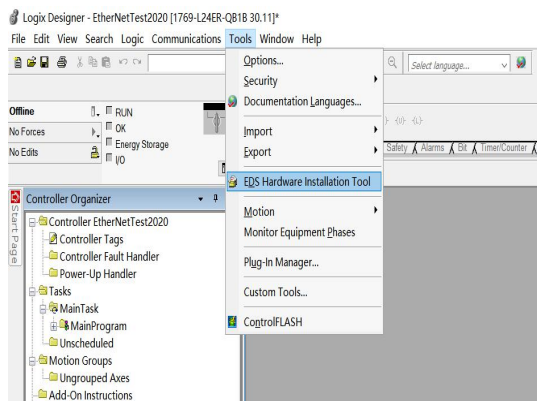 Logix Designer - EtherNetTest2020 [1769-L24ER-QB1B 30.11]*
File Edit View Search Logic Communications Tools Window Help
Select language...
Options...
Security
Documentation Languages...
Import
Export
EDS Hardware Installation Tool
Motion
Monitor Equipment Phases
Plug-In Manager...
Custom Tools...
ControlFLASH
Offline
RUN
No Forces
OK
Energy Storage
No Edits
I/O
Safety Alarms Bit Timer/Counter
Start Page
Controller Organizer
Controller EtherNetTest2020
Controller Tags
Controller Fault Handler
Power-Up Handler
Tasks
MainTask
MainProgram
Unscheduled
Motion Groups
Ungrouped Axes
Add-On Instructions